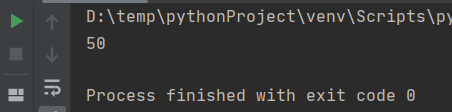 D:\temp\pythonProject\venv\Scripts\py
50
Process finished with exit code 0